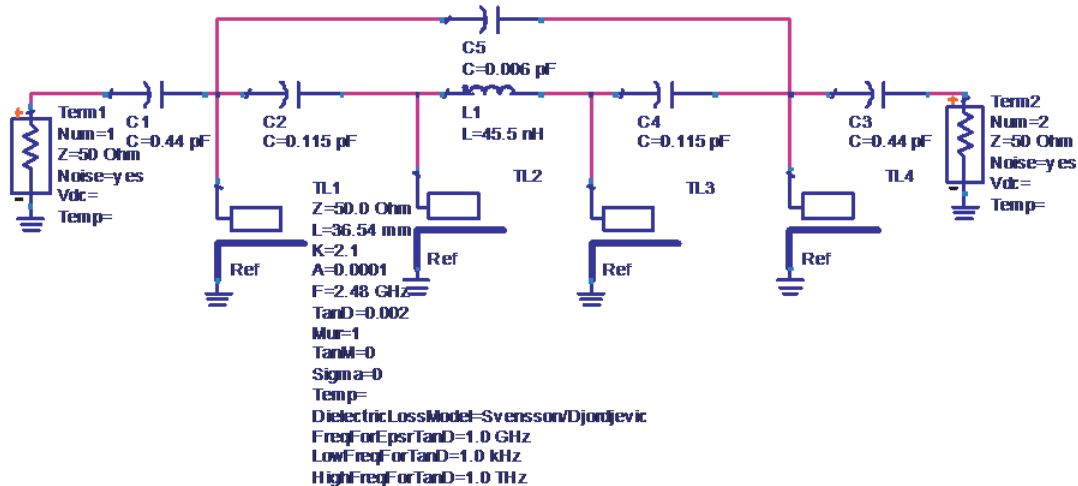 C5
C=0.006 pF
Term1
Num=1
Z=50 Ohm
Noise=yes
Vdc=
Temp=
C1
C=0.44 pF
C2
C=0.115 pF
L1
L=45.5 nH
C4
C=0.115 pF
C3
C=0.44 pF
Term2
Num=2
Z=50 Ohm
Noise=yes
Vdc=
Temp=
TL1
Z=50.0 Ohm
L=36.54 mm
K=2.1
A=0.0001
F=2.48 GHz
TanD=0.002
Mur=1
TanM=0
Sigma=0
Temp=
DielectricLossModel=Svensson/Djordjevic
FreqForEpsrTanD=1.0 GHz
LowFreqForTanD=1.0 kHz
HighFreqForTanD=1.0 THz
TL2
TL3
TL4
Ref
Ref
Ref
Ref